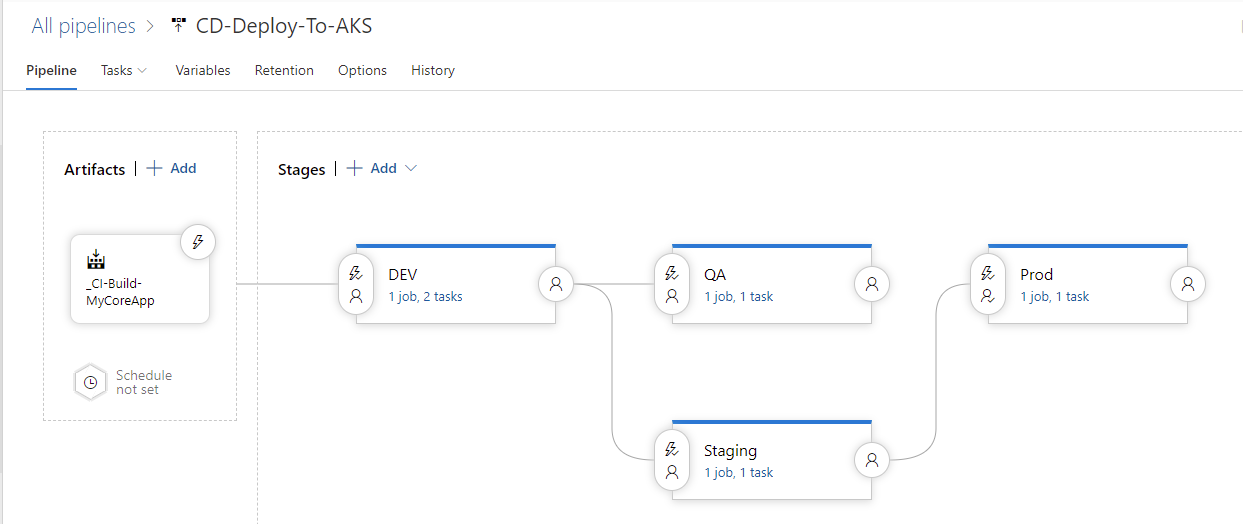 All pipelines > CD-Deploy-To-AKS
Pipeline Tasks Variables Retention Options History
Artifacts | + Add
Stages | + Add
_CI-Build-
MyCoreApp
Schedule
not set
DEV
1 job, 2 tasks
QA
1 job, 1 task
Prod
1 job, 1 task
Staging
1 job, 1 task